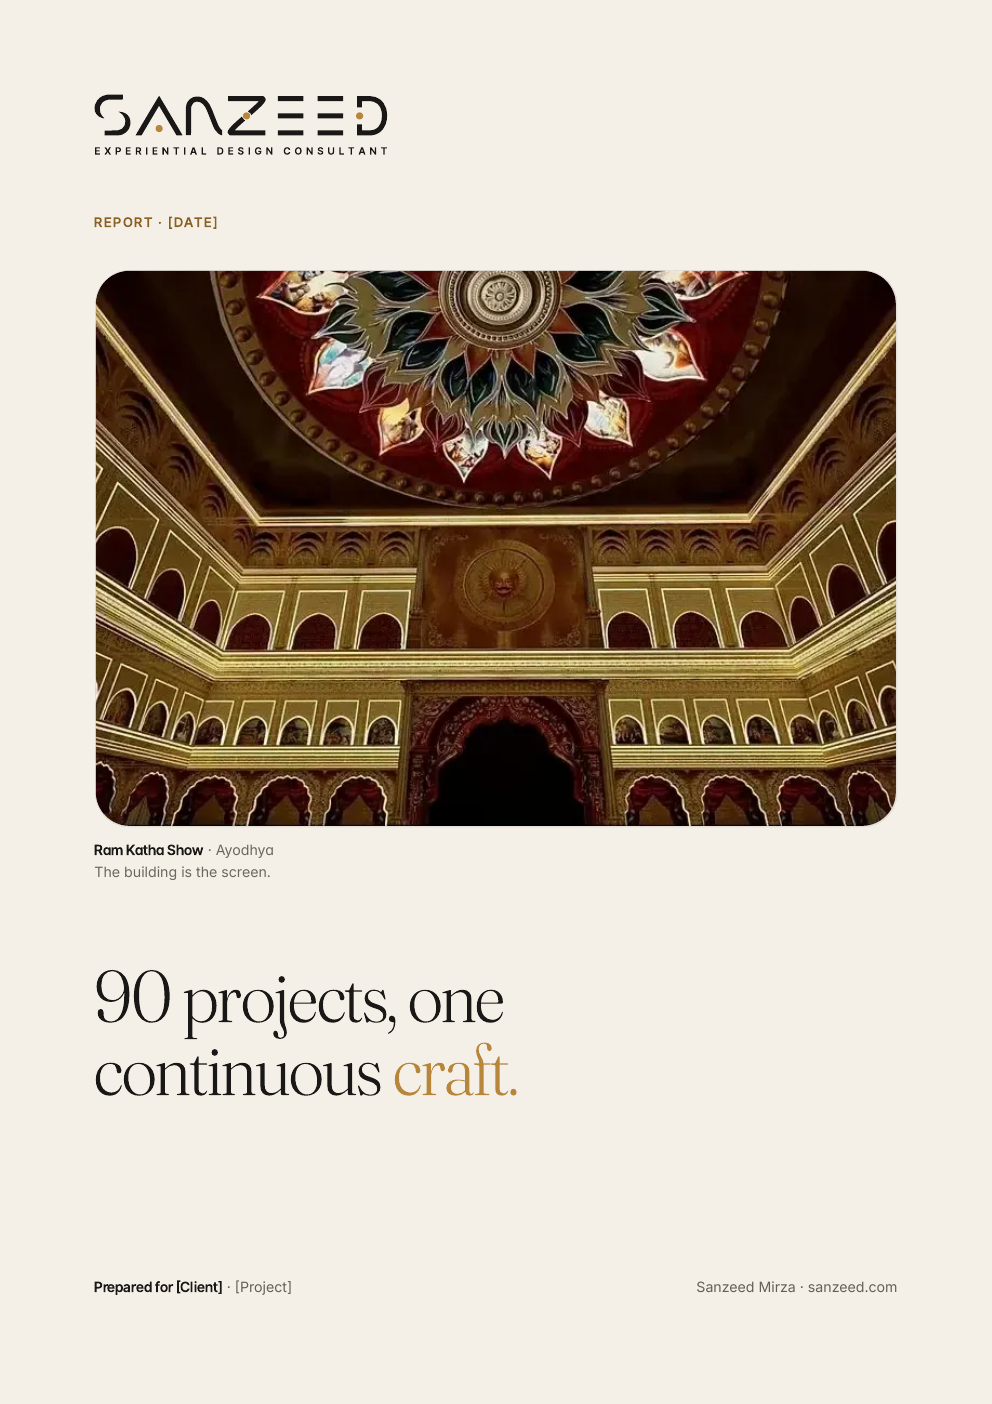 SANZEED
EXPERIENTIAL DESIGN CONSULTANT
REPORT · [DATE]
Ram Katha Show · Ayodhya
The building is the screen.
90 projects, one
continuous craft.
Prepared for [Client] · [Project]
Sanzeed Mirza · sanzeed.com